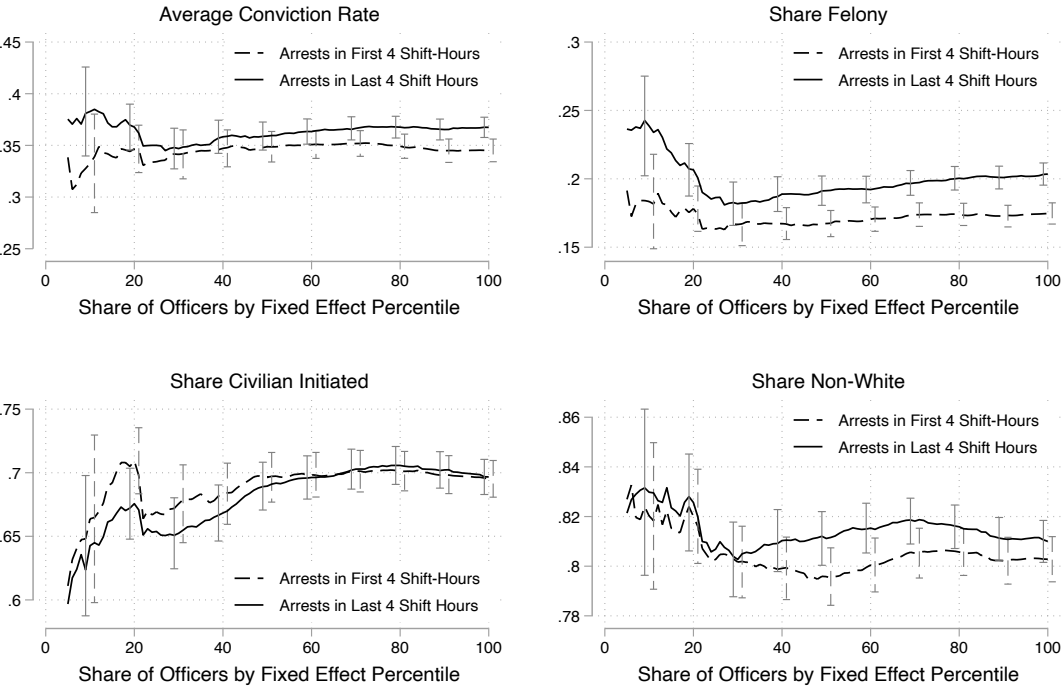 Average Conviction Rate
.45
.4
.35
.3
.25
Arrests in First 4 Shift-Hours
Arrests in Last 4 Shift Hours
0 20 40 60 80 100
Share of Officers by Fixed Effect Percentile
Share Felony
.3
.25
.2
.15
Arrests in First 4 Shift-Hours
Arrests in Last 4 Shift Hours
0 20 40 60 80 100
Share of Officers by Fixed Effect Percentile
Share Civilian Initiated
.75
.7
.65
.6
Arrests in First 4 Shift-Hours
Arrests in Last 4 Shift Hours
0 20 40 60 80 100
Share of Officers by Fixed Effect Percentile
Share Non-White
.86
.84
.82
.8
.78
Arrests in First 4 Shift-Hours
Arrests in Last 4 Shift Hours
0 20 40 60 80 100
Share of Officers by Fixed Effect Percentile